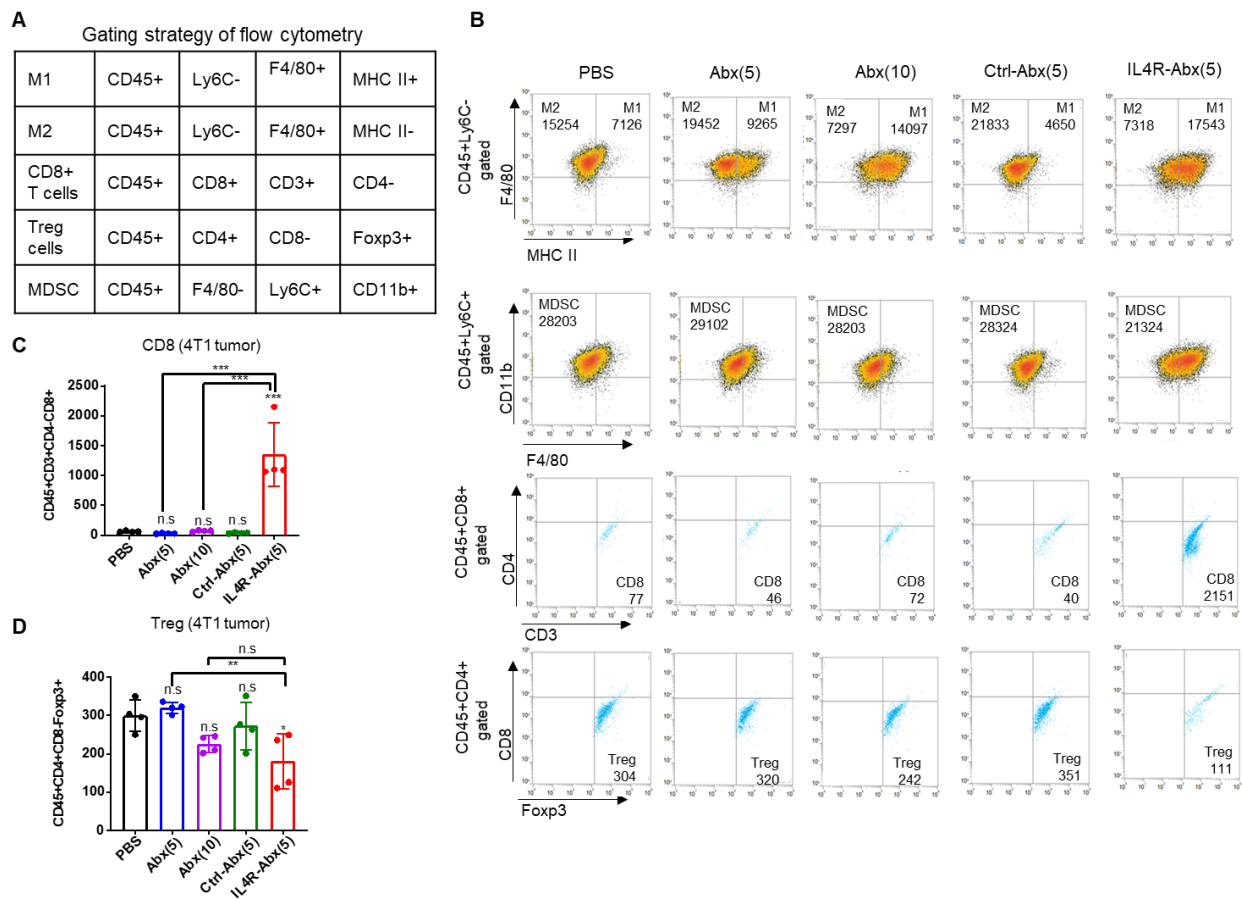 A
Gating strategy of flow cytometry
M1 CD45+ Ly6C- F4/80+ MHC II+
M2 CD45+ Ly6C- F4/80+ MHC II-
CD8+
T cells CD45+ CD8+ CD3+ CD4-
Treg
cells CD45+ CD4+ CD8- Foxp3+
MDSC CD45+ F4/80- Ly6C+ CD11b+
B
PBS Abx(5) Abx(10) Ctrl-Abx(5) IL4R-Abx(5)
CD45+Ly6C-
gated
F4/80
M2 M1 M2 M1 M2 M1 M2 M1 M2 M1
15254 7126 19452 9265 7297 14097 21833 4650 7318 17543
MHC II
CD45+Ly6C+
gated
CD11b
MDSC MDSC MDSC MDSC MDSC
28203 29102 28203 28324 21324
F4/80
CD45+CD8+
gated
CD4
CD8 CD8 CD8 CD8 CD8
77 46 72 40 2151
CD3
CD45+CD4+
gated
CD8
Treg Treg Treg Treg Treg
304 320 242 351 111
Foxp3
C
CD8 (4T1 tumor)
CD45+CD3+CD4-CD8+
2500
2000
1500
1000
500
0
***
***
***
n.s n.s n.s
PBS Abx(5) Abx(10) Ctrl-Abx(5) IL4R-Abx(5)
D
Treg (4T1 tumor)
CD45+CD4+CD8-Foxp3+
400
300
200
100
0
n.s
**
n.s n.s n.s *
PBS Abx(5) Abx(10) Ctrl-Abx(5) IL4R-Abx(5)